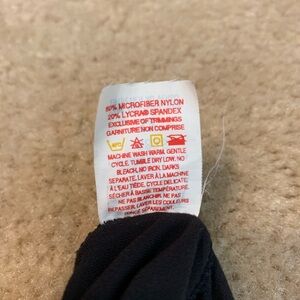 80% MICROFIBER NYLON
20% LYCRA® SPANDEX
EXCLUSIVE OF TRIMMINGS
GARNITURE NON COMPRISE
MACHINE WASH WARM, GENTLE
CYCLE, TUMBLE DRY LOW, NO
BLEACH, NO IRON, DARKS
SEPARATE. LAVER À LA MACHINE
À L'EAU TIÈDE, CYCLE DELICATE,
SÉCHER À BASSE TEMPÉRATURE,
NE PAS BLANCHIR, NE PAS
REPASSER, LAVER LES COULEURS
FONCÉ SÉPARÉMENT.